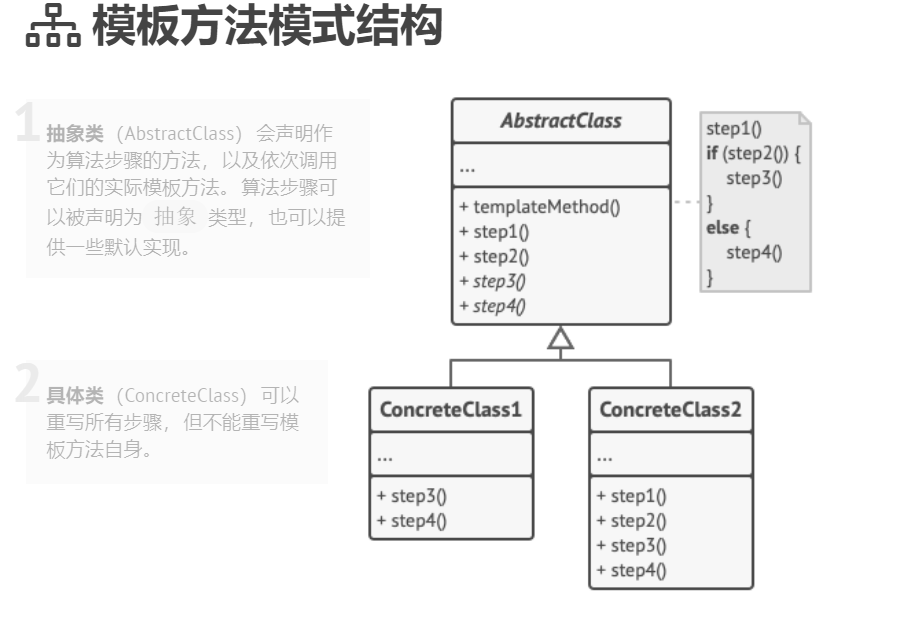 模板方法模式结构
1
抽象类（AbstractClass）会声明作
为算法步骤的方法，以及依次调用
它们的实际模板方法。算法步骤可
以被声明为 抽象 类型，也可以提
供一些默认实现。
AbstractClass
...
+ templateMethod()
+ step1()
+ step2()
+ step3()
+ step4()
step1()
if (step2()) {
step3()
}
else {
step4()
}
2
具体类（ConcreteClass）可以
重写所有步骤，但不能重写模
板方法自身。
ConcreteClass1
...
+ step3()
+ step4()
ConcreteClass2
...
+ step1()
+ step2()
+ step3()
+ step4()